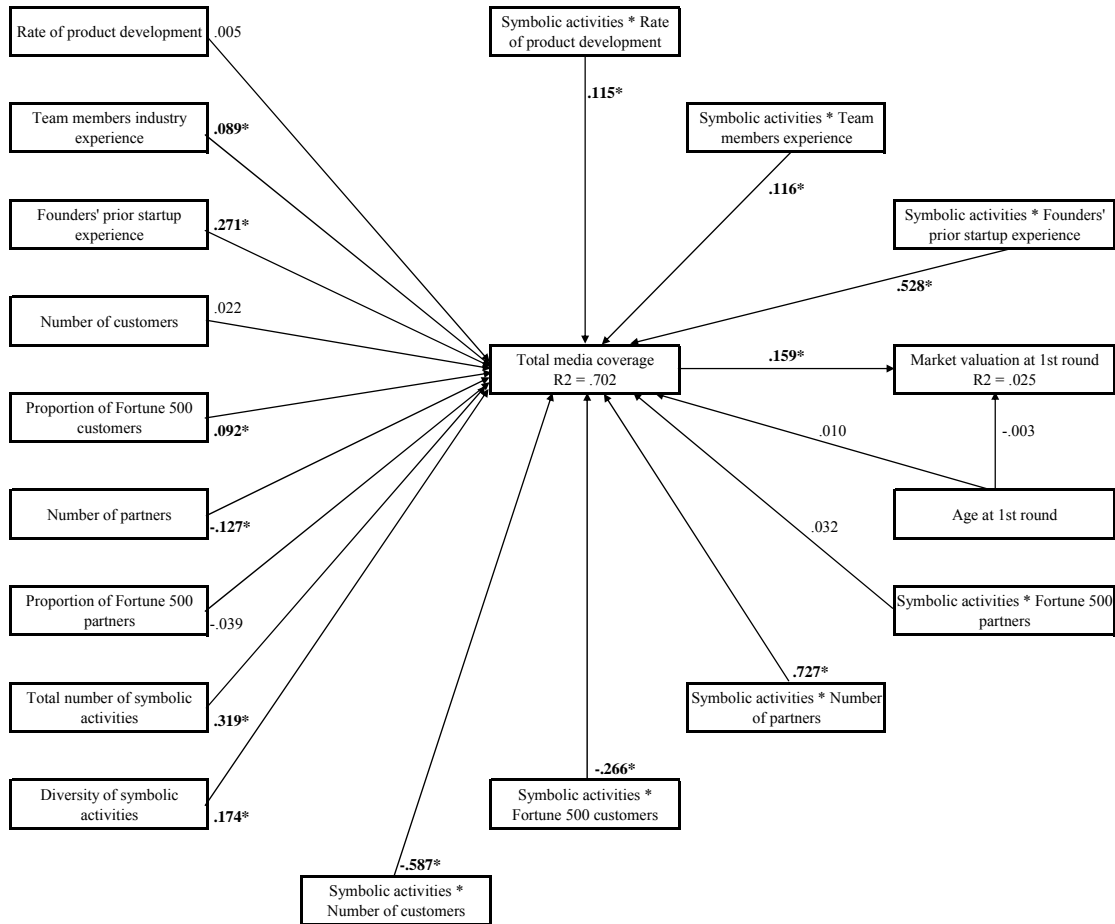 Rate of product development
.005
Symbolic activities * Rate
of product development
.115*
Team members industry
experience
.089*
Symbolic activities * Team
members experience
.116*
Founders' prior startup
experience
.271*
Symbolic activities * Founders'
prior startup experience
.528*
Number of customers
.022
Total media coverage
R2 = .702
.159*
Market valuation at 1st round
R2 = .025
Proportion of Fortune 500
customers
.092*
.010
-.003
Number of partners
-.127*
Age at 1st round
.032
Proportion of Fortune 500
partners
-.039
Symbolic activities * Fortune 500
partners
Total number of symbolic
activities
.319*
.727*
Symbolic activities * Number
of partners
Diversity of symbolic
activities
.174*
-.266*
Symbolic activities *
Fortune 500 customers
-.587*
Symbolic activities *
Number of customers